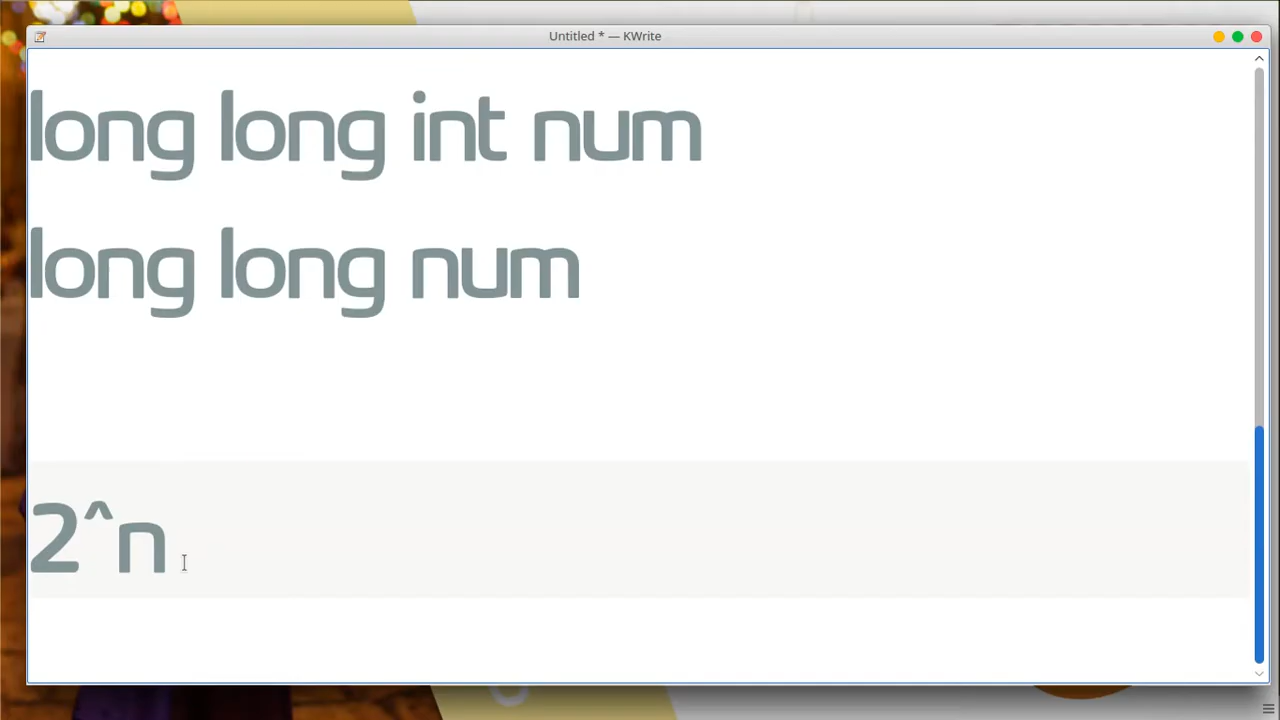 Untitled * — KWrite
long long int num
long long num
2^n